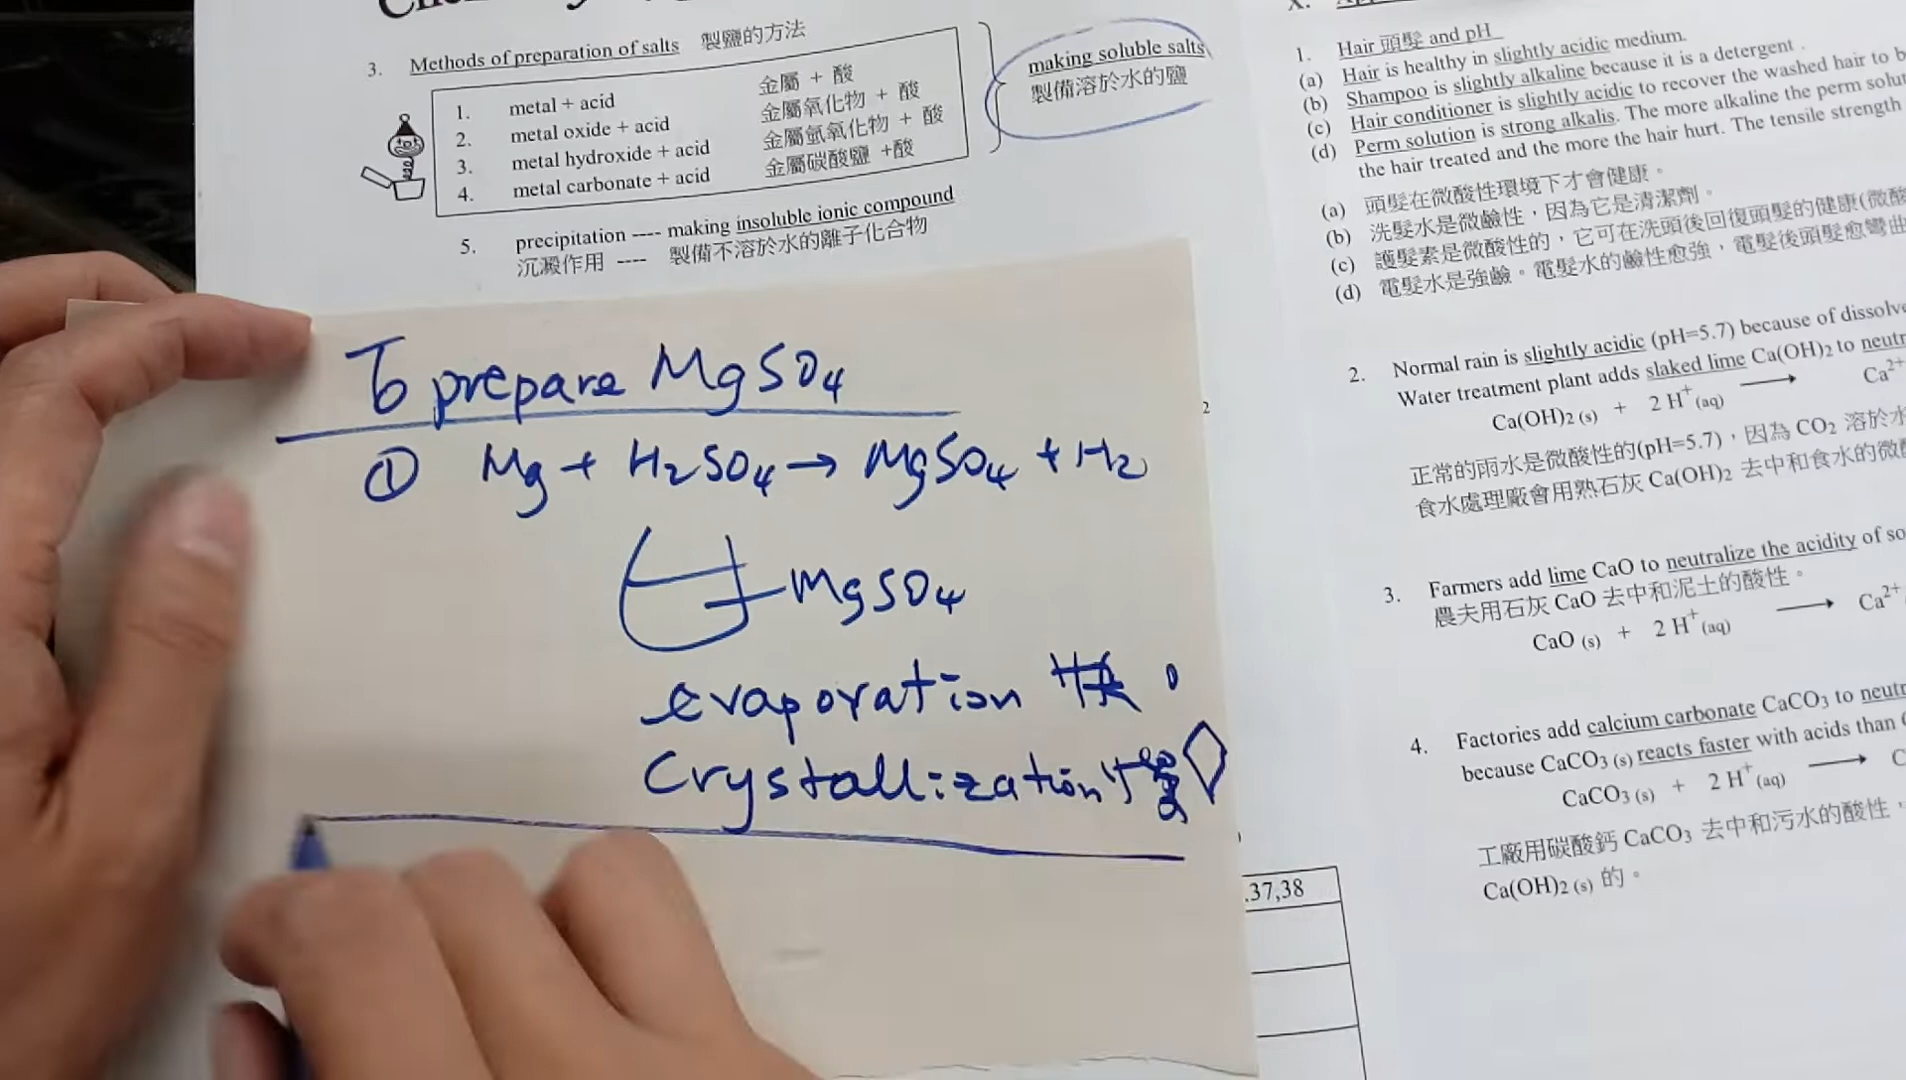 3. Methods of preparation of salts 製鹽的方法
1. metal + acid 金屬 + 酸
2. metal oxide + acid 金屬氧化物 + 酸
3. metal hydroxide + acid 金屬氫氧化物 + 酸
4. metal carbonate + acid 金屬碳酸鹽 +酸
making soluble salts
製備溶於水的鹽
5. precipitation ---- making insoluble ionic compound
沉澱作用 ---- 製備不溶於水的離子化合物
To prepare MgSO4
① Mg + H2SO4 → MgSO4 + H2
MgSO4
evaporation
Crystallization
2
.37,38
X.
1. Hair 頭髮 and pH
(a) Hair is healthy in slightly acidic medium.
(b) Shampoo is slightly alkaline because it is a detergent .
(c) Hair conditioner is slightly acidic to recover the washed hair to
(d) Perm solution is strong alkalis. The more alkaline the perm
the hair treated and the more the hair hurt. The tensile strength
(a) 頭髮在微酸性環境下才會健康。
(b) 洗髮水是微鹼性，因為它是清潔劑。
(c) 護髮素是微酸性的，它可在洗頭後回復頭髮的健康(微酸
(d) 電髮水是強鹼。電髮水的鹼性愈強，電髮後頭髮愈彎曲
2. Normal rain is slightly acidic (pH=5.7) because of
Water treatment plant adds slaked lime Ca(OH)2 to
Ca(OH)2 (s) + 2 H+ (aq) ⟶ Ca2+
正常的雨水是微酸性的(pH=5.7)，因為 CO2 溶於水
食水處理廠會用熟石灰 Ca(OH)2 去中和食水的微酸
3. Farmers add lime CaO to neutralize the acidity of
農夫用石灰 CaO 去中和泥土的酸性。
CaO (s) + 2 H+ (aq) ⟶ Ca2+
4. Factories add calcium carbonate CaCO3 to
because CaCO3 (s) reacts faster with acids than
CaCO3 (s) + 2 H+ (aq) ⟶ C
工廠用碳酸鈣 CaCO3 去中和污水的酸性，
Ca(OH)2 (s) 的。